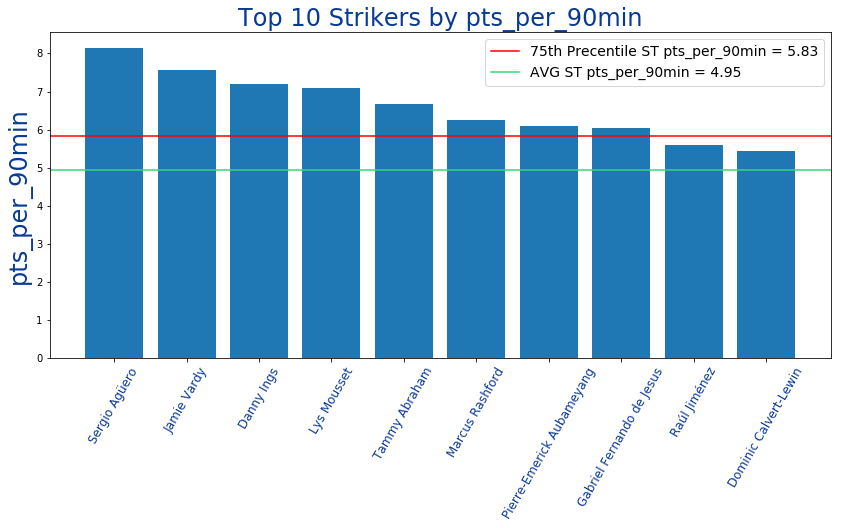 Top 10 Strikers by pts_per_90min
75th Precentile ST pts_per_90min = 5.83
AVG ST pts_per_90min = 4.95
pts_per_90min
8
7
6
5
4
3
2
1
0
Sergio Agüero
Jamie Vardy
Danny Ings
Lys Mousset
Tammy Abraham
Marcus Rashford
Pierre-Emerick Aubameyang
Gabriel Fernando de Jesus
Raúl Jiménez
Dominic Calvert-Lewin